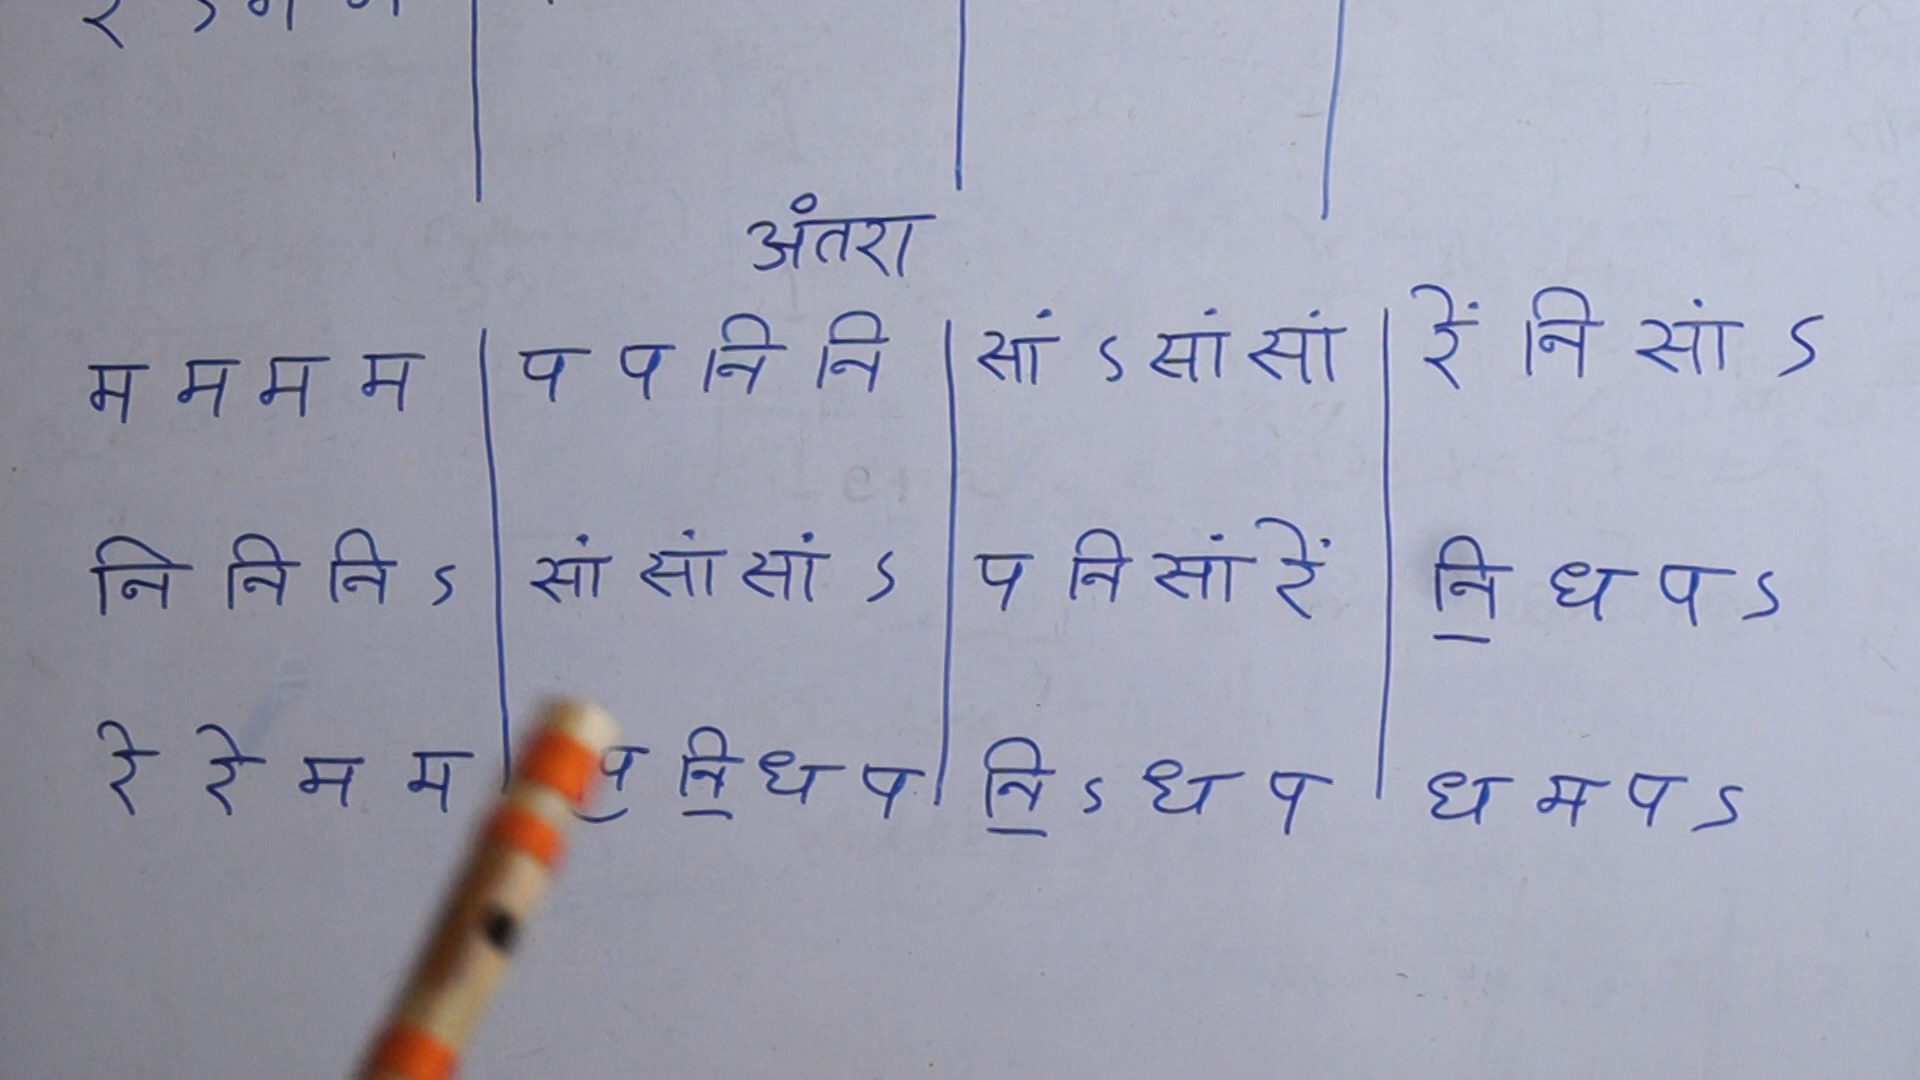 अंतरा
म म म म | प प नि नि | सां ऽ सां सां | रें नि सां ऽ
नि नि नि ऽ | सां सां सां ऽ | प नि सां रें | नि॒ ध प ऽ
रे रे म म | प नि॒ ध प | नि॒ ऽ ध प | ध म प ऽ